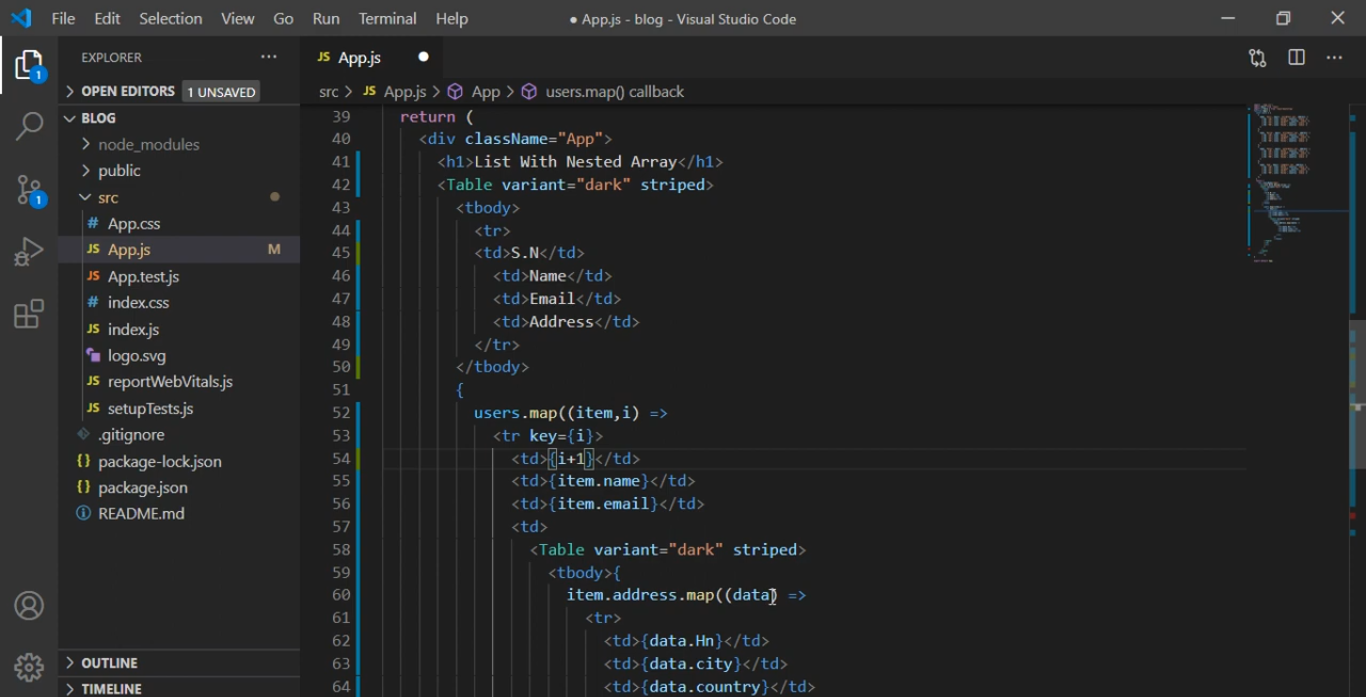 File Edit Selection View Go Run Terminal Help ● App.js - blog - Visual Studio Code
EXPLORER ···
JS App.js ●
OPEN EDITORS 1 UNSAVED
src > JS App.js > App > users.map() callback
BLOG
node_modules
public
src
# App.css
JS App.js M
JS App.test.js
# index.css
JS index.js
logo.svg
JS reportWebVitals.js
JS setupTests.js
.gitignore
{} package-lock.json
{} package.json
README.md
OUTLINE
TIMELINE
1
1
39 return (
40 <div className="App">
41 <h1>List With Nested Array</h1>
42 <Table variant="dark" striped>
43 <tbody>
44 <tr>
45 <td>S.N</td>
46 <td>Name</td>
47 <td>Email</td>
48 <td>Address</td>
49 </tr>
50 </tbody>
51 {
52 users.map((item,i) =>
53 <tr key={i}>
54 <td>{i+1}</td>
55 <td>{item.name}</td>
56 <td>{item.email}</td>
57 <td>
58 <Table variant="dark" striped>
59 <tbody>{
60 item.address.map((data) =>
61 <tr>
62 <td>{data.Hn}</td>
63 <td>{data.city}</td>
64 <td>{data.country}</td>